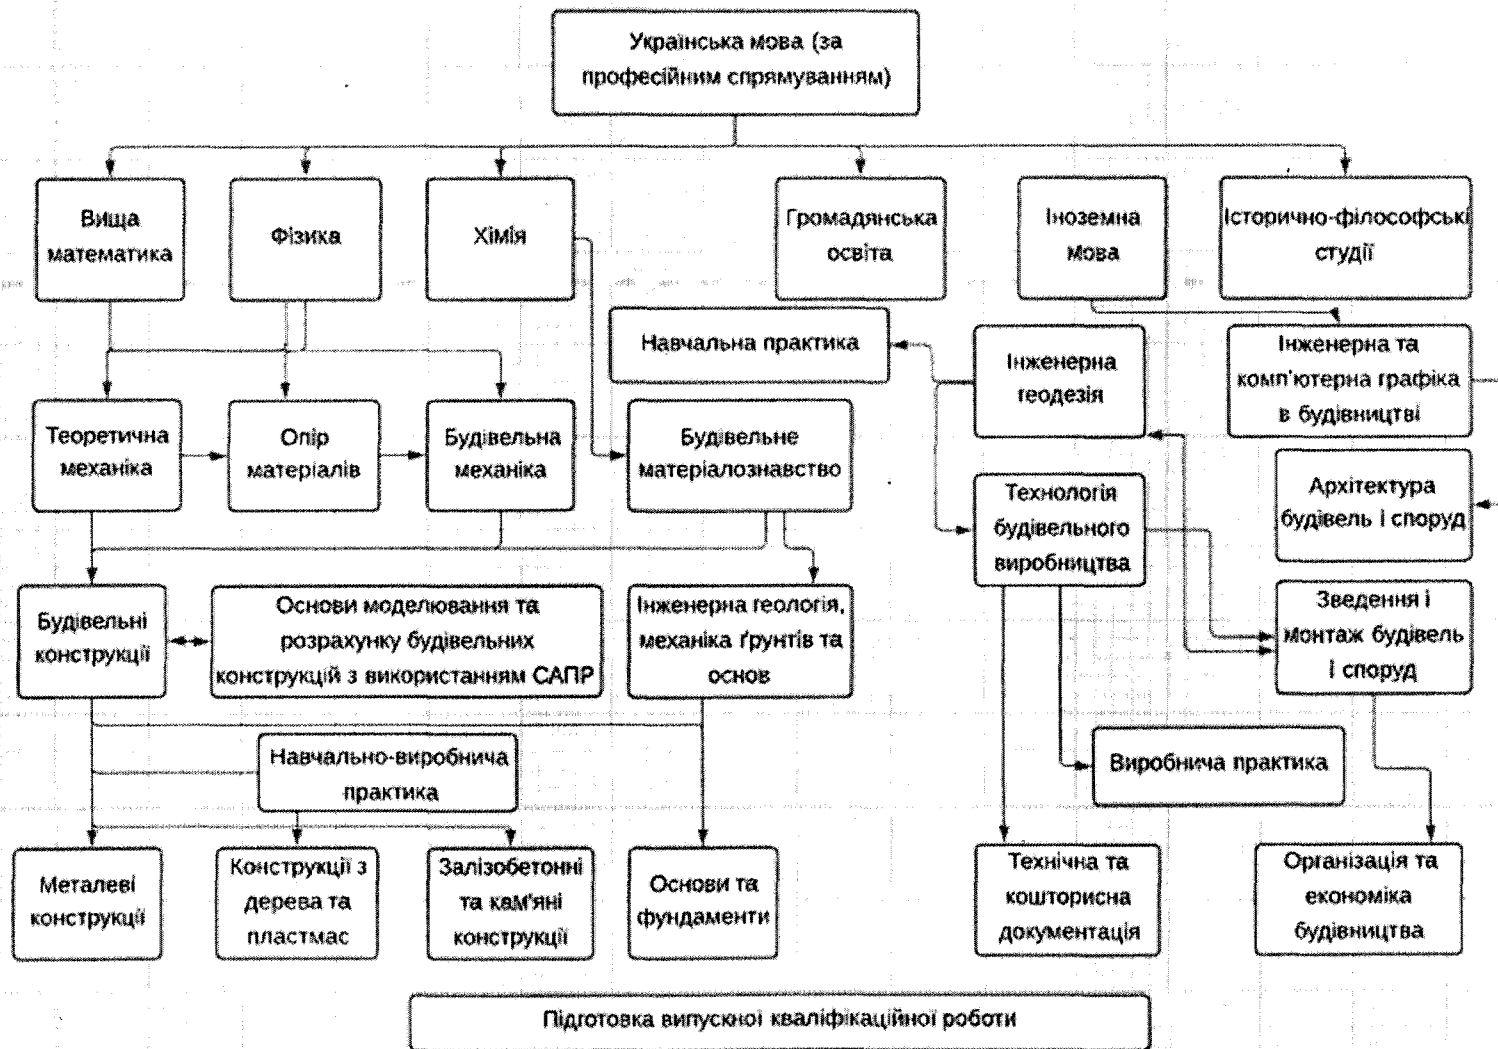 Українська мова (за
професійним спрямуванням)
Вища
математика
Фізика
Хімія
Громадянська
освіта
Іноземна
мова
Історично-філософські
студії
Навчальна практика
Інженерна
геодезія
Інженерна та
комп'ютерна графіка
в будівництві
Теоретична
механіка
Опір
матеріалів
Будівельна
механіка
Будівельне
матеріалознавство
Технологія
будівельного
виробництва
Архітектура
будівель і споруд
Будівельні
конструкції
Основи моделювання та
розрахунку будівельних
конструкцій з використанням САПР
Інженерна геологія,
механіка ґрунтів та
основ
Зведення і
монтаж будівель
і споруд
Навчально-виробнича
практика
Виробнича практика
Металеві
конструкції
Конструкції з
дерева та
пластмас
Залізобетонні
та кам'яні
конструкції
Основи та
фундаменти
Технічна та
кошторисна
документація
Організація та
економіка
будівництва
Підготовка випускної кваліфікаційної роботи